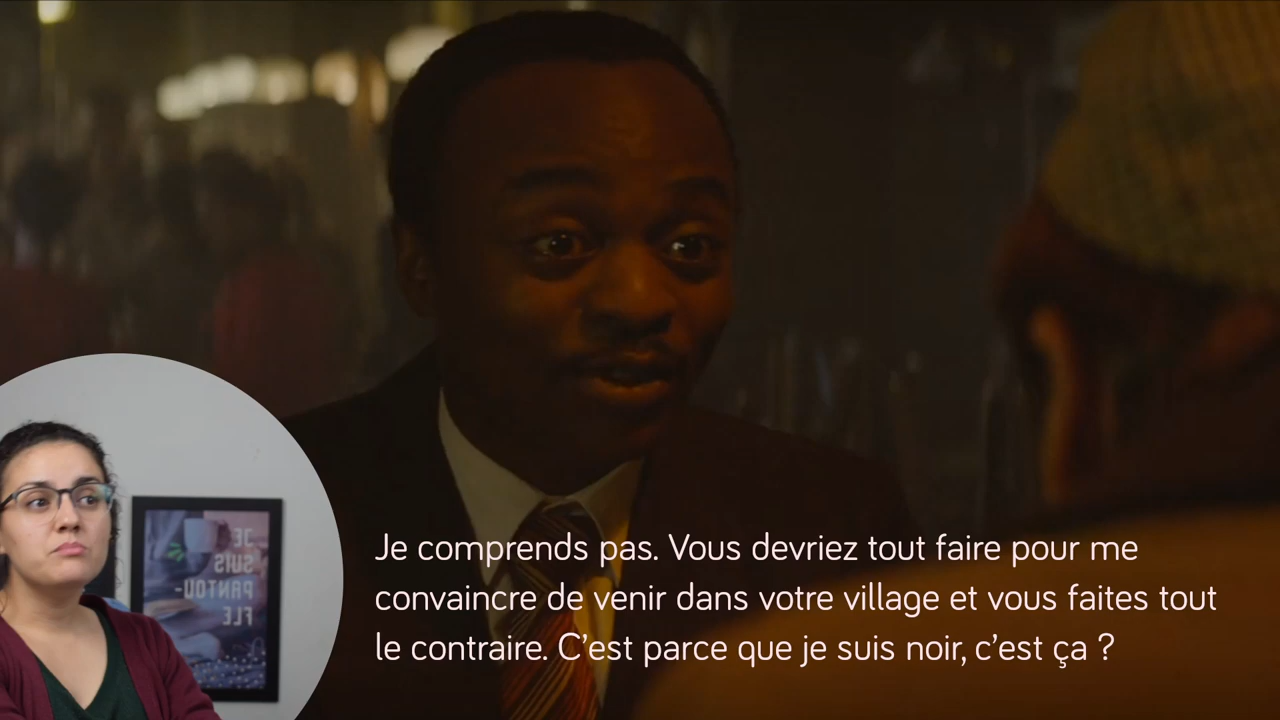 JE
SUIS
PANTOU-
FLE
Je comprends pas. Vous devriez tout faire pour me
convaincre de venir dans votre village et vous faites tout
le contraire. C’est parce que je suis noir, c’est ça ?